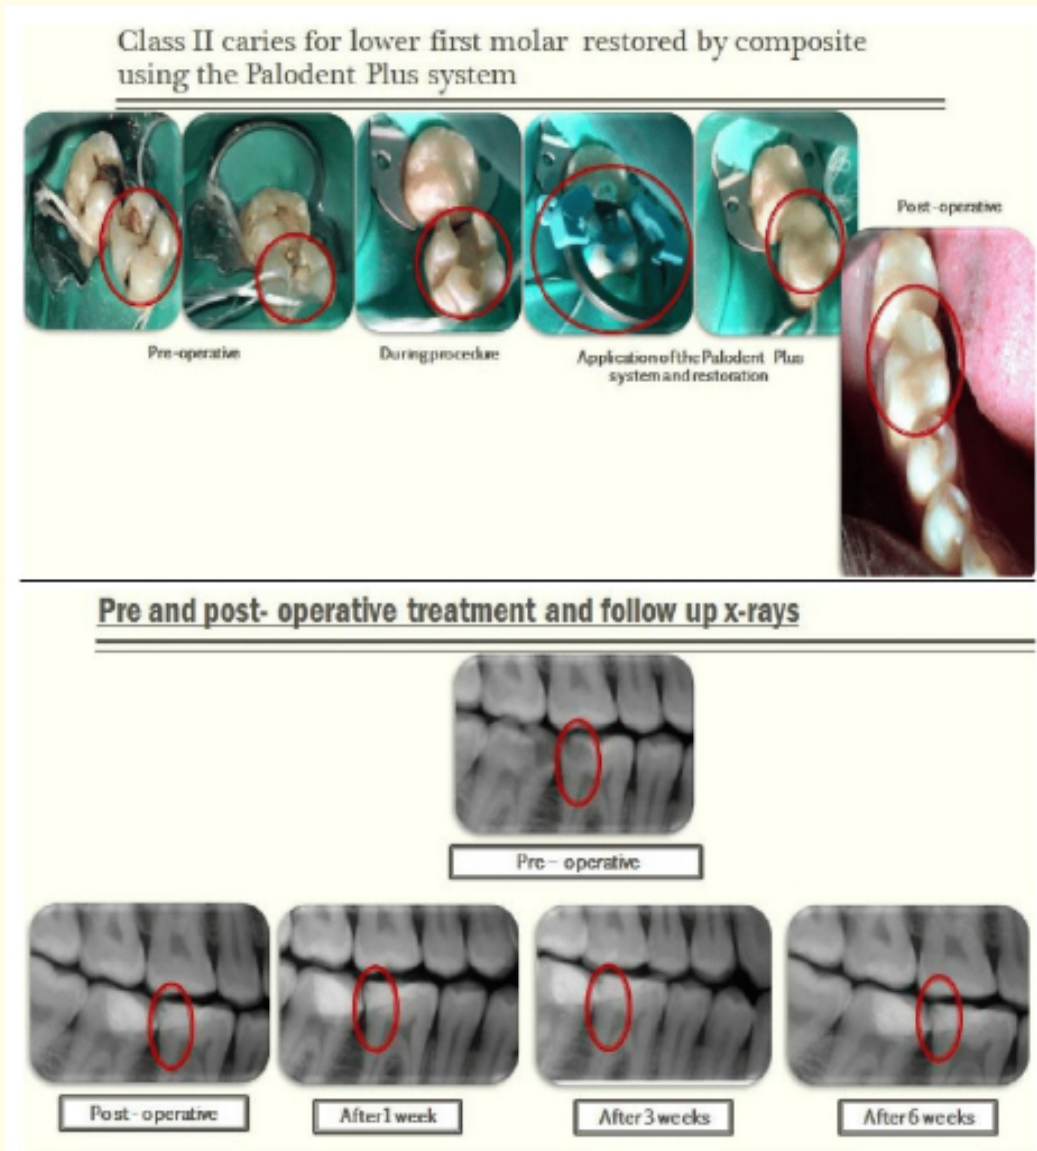 Class II caries for lower first molar restored by composite
using the Palodent Plus system
Post-operative
Pre-operative
During procedure
Application of the Palodent Plus
system and restoration
Pre and post- operative treatment and follow up x-rays
Pre - operative
Post - operative
After 1 week
After 3 weeks
After 6 weeks